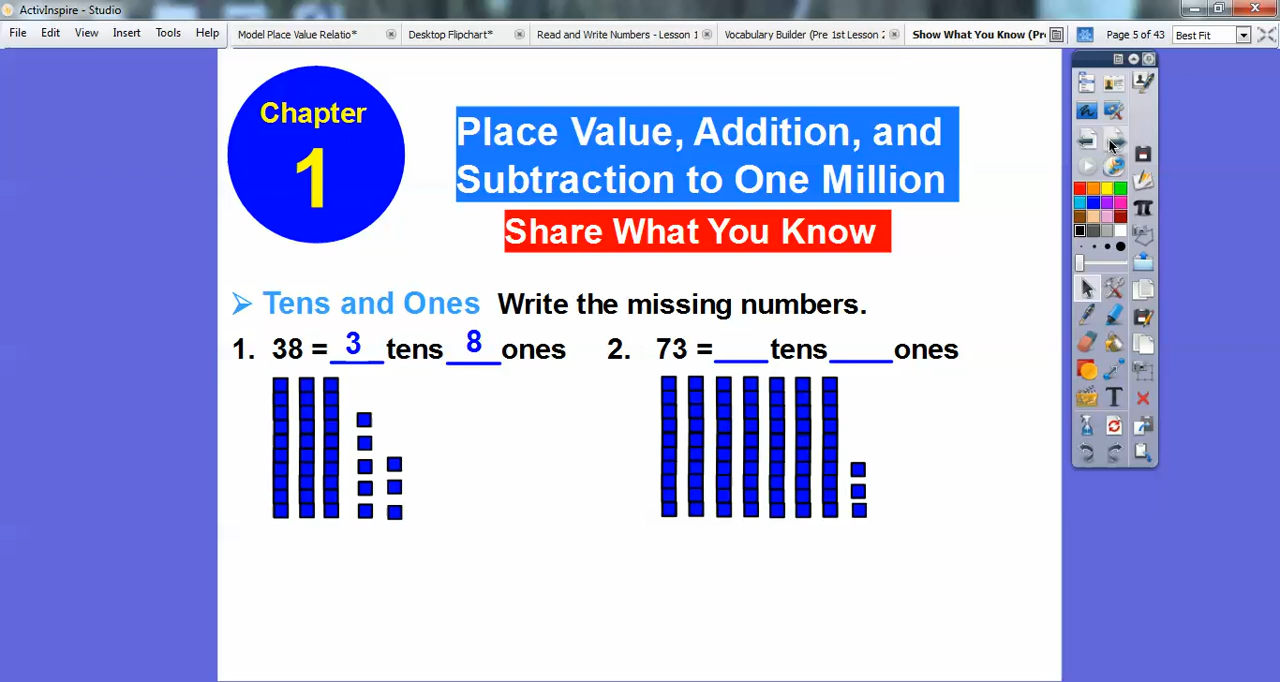 ActivInspire - Studio
File Edit View Insert Tools Help
Model Place Value Relatio* Desktop Flipchart* Read and Write Numbers - Lesson 1 Vocabulary Builder (Pre 1st Lesson 2 Show What You Know (Pr Page 5 of 43 Best Fit
Chapter
1
Place Value, Addition, and
Subtraction to One Million
Share What You Know
Tens and Ones Write the missing numbers.
1. 38 = 3 tens 8 ones 2. 73 = ____ tens ____ ones